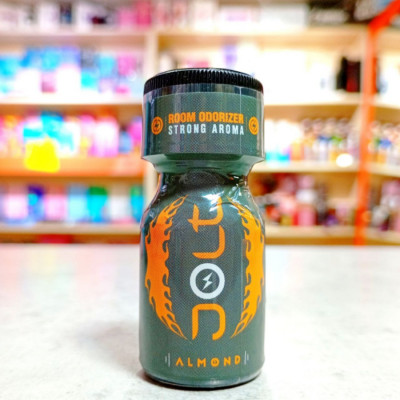 ROOM ODORIZER
STRONG AROMA
JOLT
ALMOND